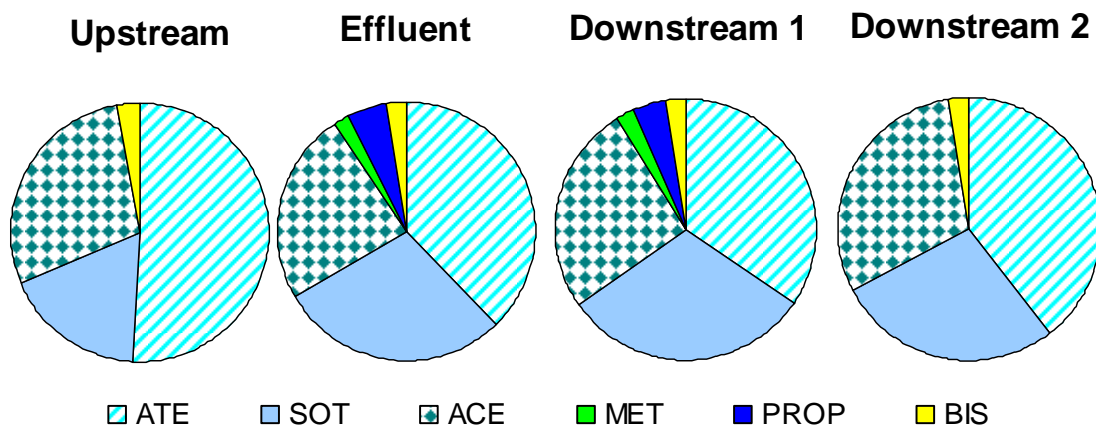 Upstream Effluent Downstream 1 Downstream 2
ATE SOT ACE MET PROP BIS